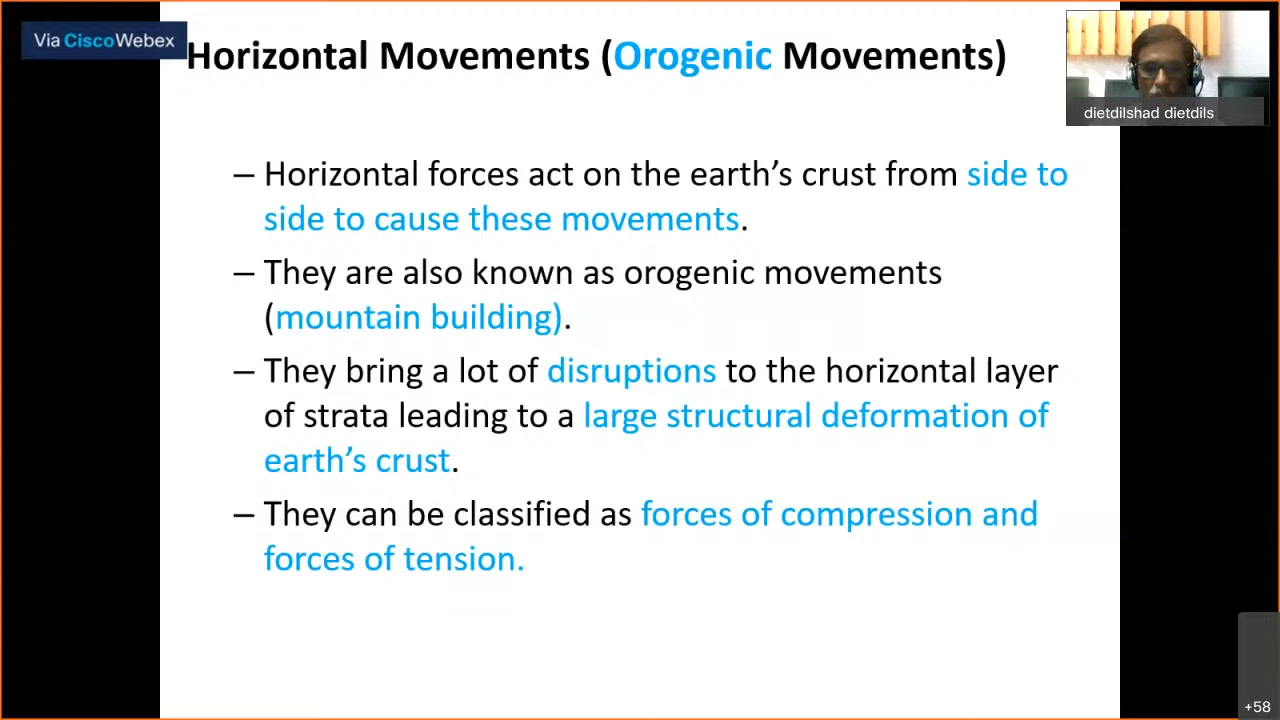 Via CiscoWebex
Horizontal Movements (Orogenic Movements)
dietdilshad dietdils
– Horizontal forces act on the earth’s crust from side to
side to cause these movements.
– They are also known as orogenic movements
(mountain building).
– They bring a lot of disruptions to the horizontal layer
of strata leading to a large structural deformation of
earth’s crust.
– They can be classified as forces of compression and
forces of tension.
+58